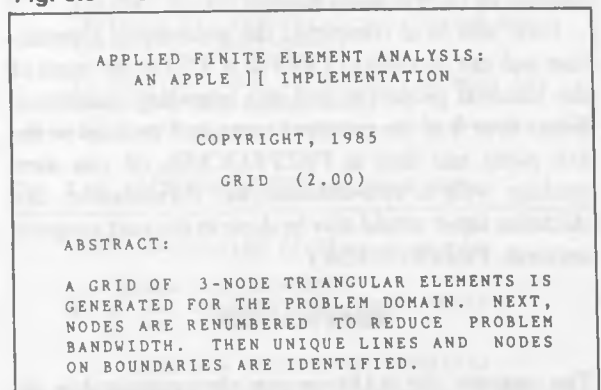 APPLIED FINITE ELEMENT ANALYSIS:
AN APPLE ][ IMPLEMENTATION
COPYRIGHT, 1985
GRID (2.00)
ABSTRACT:
A GRID OF 3-NODE TRIANGULAR ELEMENTS IS
GENERATED FOR THE PROBLEM DOMAIN. NEXT,
NODES ARE RENUMBERED TO REDUCE PROBLEM
BANDWIDTH. THEN UNIQUE LINES AND NODES
ON BOUNDARIES ARE IDENTIFIED.